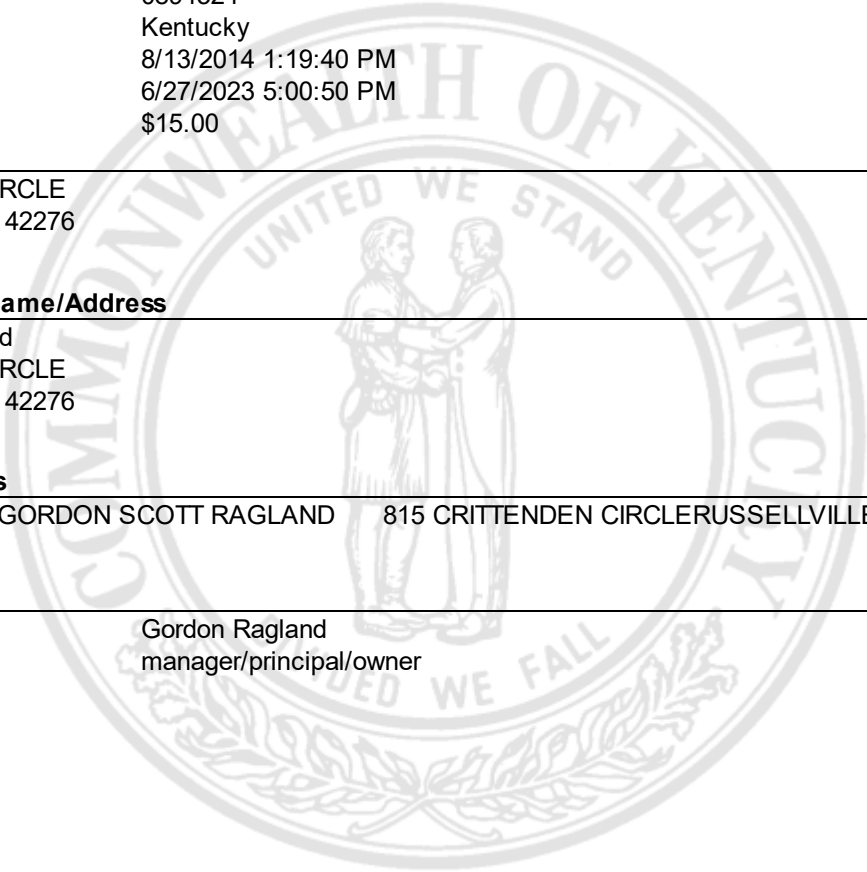 Kentucky
8/13/2014 1:19:40 PM
6/27/2023 5:00:50 PM
$15.00
RCLE
42276
ame/Address
d
RCLE
42276
s
GORDON SCOTT RAGLAND 815 CRITTENDEN CIRCLERUSSELLVILLE
Gordon Ragland
manager/principal/owner
COMMONWEALTH OF KENTUCKY
UNITED WE STAND
DIVIDED WE FALL